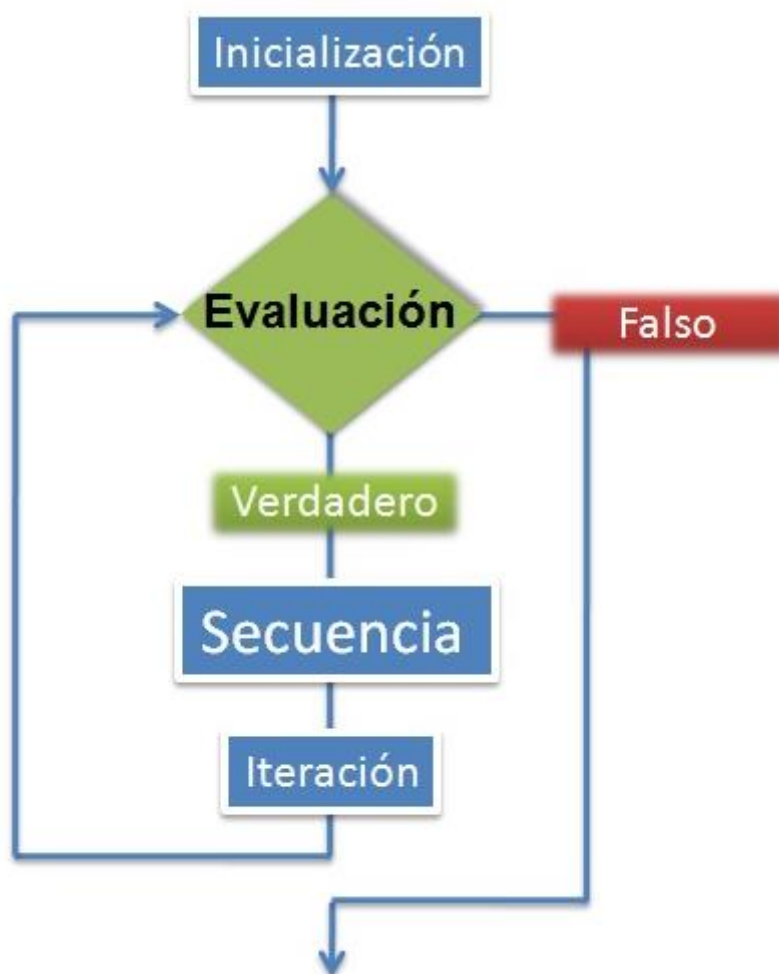 Inicialización
Evaluación
Falso
Verdadero
Secuencia
Iteración